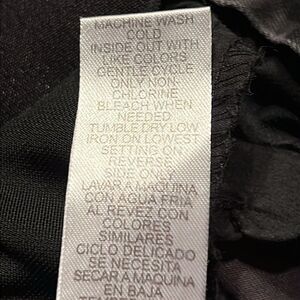 MACHINE WASH
COLD
INSIDE OUT WITH
LIKE COLORS
GENTLE CYCLE
ONLY NON-
CHLORINE
BLEACH WHEN
NEEDED
TUMBLE DRY LOW
IRON ON LOWEST
SETTING ON
REVERSE
SIDE ONLY
LAVAR A MAQUINA
CON AGUA FRIA
AL REVEZ CON
COLORES
SIMILARES
CICLO DELICADO
SE NECESITA
SECAR A MAQUINA
EN BAJA